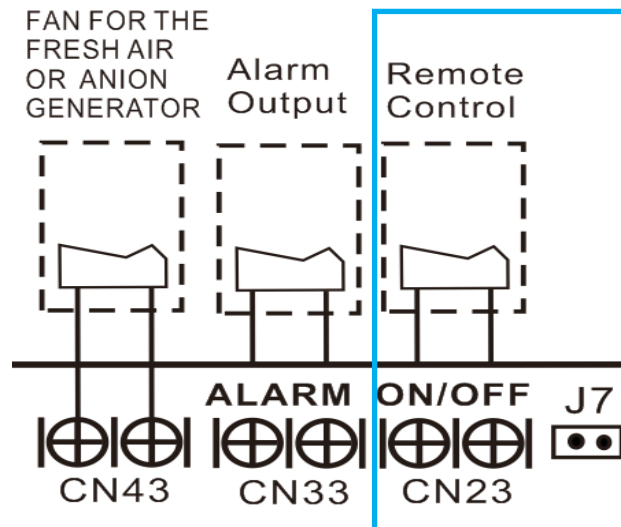 FAN FOR THE
FRESH AIR
OR ANION
GENERATOR
Alarm
Output
Remote
Control
ALARM
ON/OFF
J7
CN43
CN33
CN23